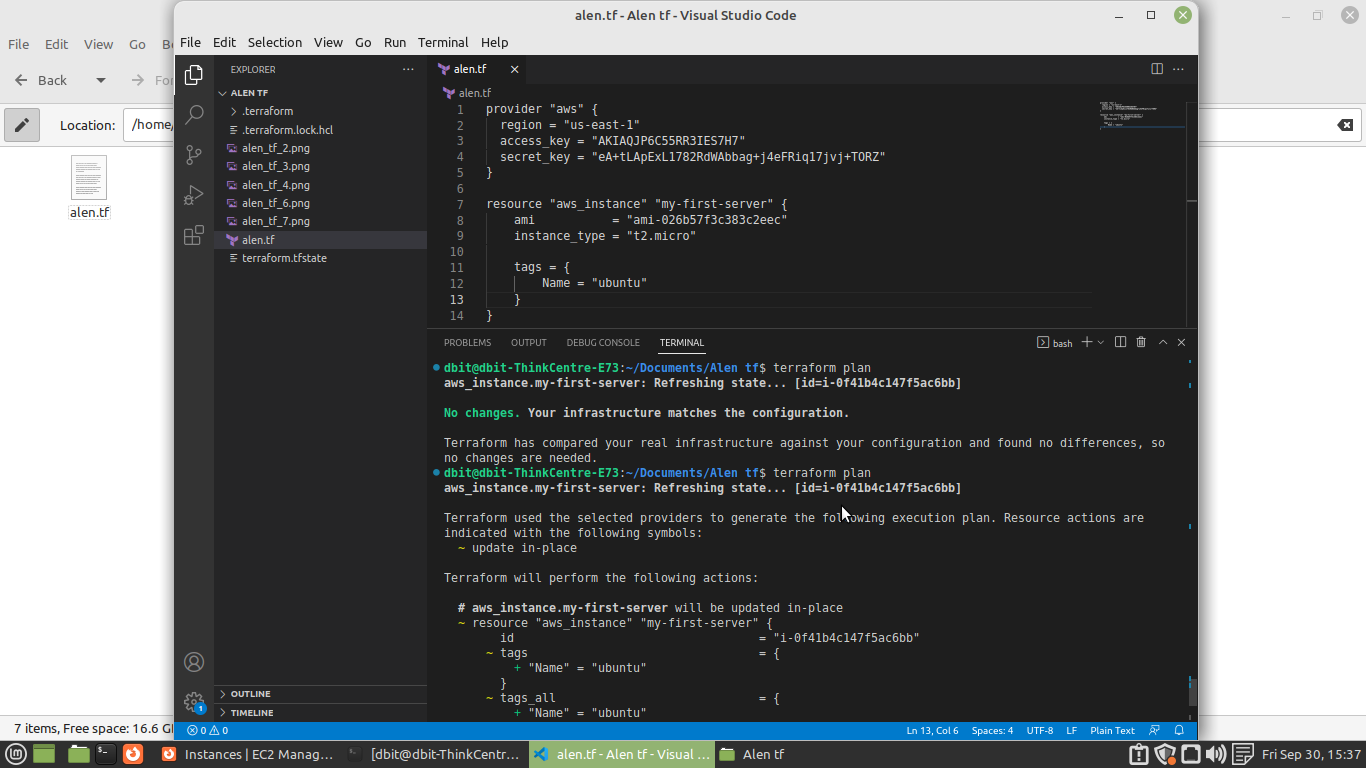 alen.tf - Alen tf - Visual Studio Code
File Edit View Go
File Edit Selection View Go Run Terminal Help
Back
Location: /home/
alen.tf
7 items, Free space: 16.6 G
EXPLORER
ALEN TF
.terraform
.terraform.lock.hcl
alen_tf_2.png
alen_tf_3.png
alen_tf_4.png
alen_tf_6.png
alen_tf_7.png
alen.tf
terraform.tfstate
OUTLINE
TIMELINE
alen.tf
alen.tf
1 provider "aws" {
2 region = "us-east-1"
3 access_key = "AKIAQJP6C55RR3IES7H7"
4 secret_key = "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"
5 }
6
7 resource "aws_instance" "my-first-server" {
8 ami = "ami-026b57f3c383c2eec"
9 instance_type = "t2.micro"
10
11 tags = {
12 Name = "ubuntu"
13 }
14 }
PROBLEMS OUTPUT DEBUG CONSOLE TERMINAL bash
dbit@dbit-ThinkCentre-E73:~/Documents/Alen tf$ terraform plan
aws_instance.my-first-server: Refreshing state... [id=i-0f41b4c147f5ac6bb]
No changes. Your infrastructure matches the configuration.
Terraform has compared your real infrastructure against your configuration and found no differences, so
no changes are needed.
dbit@dbit-ThinkCentre-E73:~/Documents/Alen tf$ terraform plan
aws_instance.my-first-server: Refreshing state... [id=i-0f41b4c147f5ac6bb]
Terraform used the selected providers to generate the following execution plan. Resource actions are
indicated with the following symbols:
~ update in-place
Terraform will perform the following actions:
# aws_instance.my-first-server will be updated in-place
~ resource "aws_instance" "my-first-server" {
id = "i-0f41b4c147f5ac6bb"
~ tags = {
+ "Name" = "ubuntu"
}
~ tags_all = {
+ "Name" = "ubuntu"
1
0 0 Ln 13, Col 6 Spaces: 4 UTF-8 LF Plain Text
Instances | EC2 Manag... [dbit@dbit-ThinkCentr... alen.tf - Alen tf - Visual ... Alen tf Fri Sep 30, 15:37